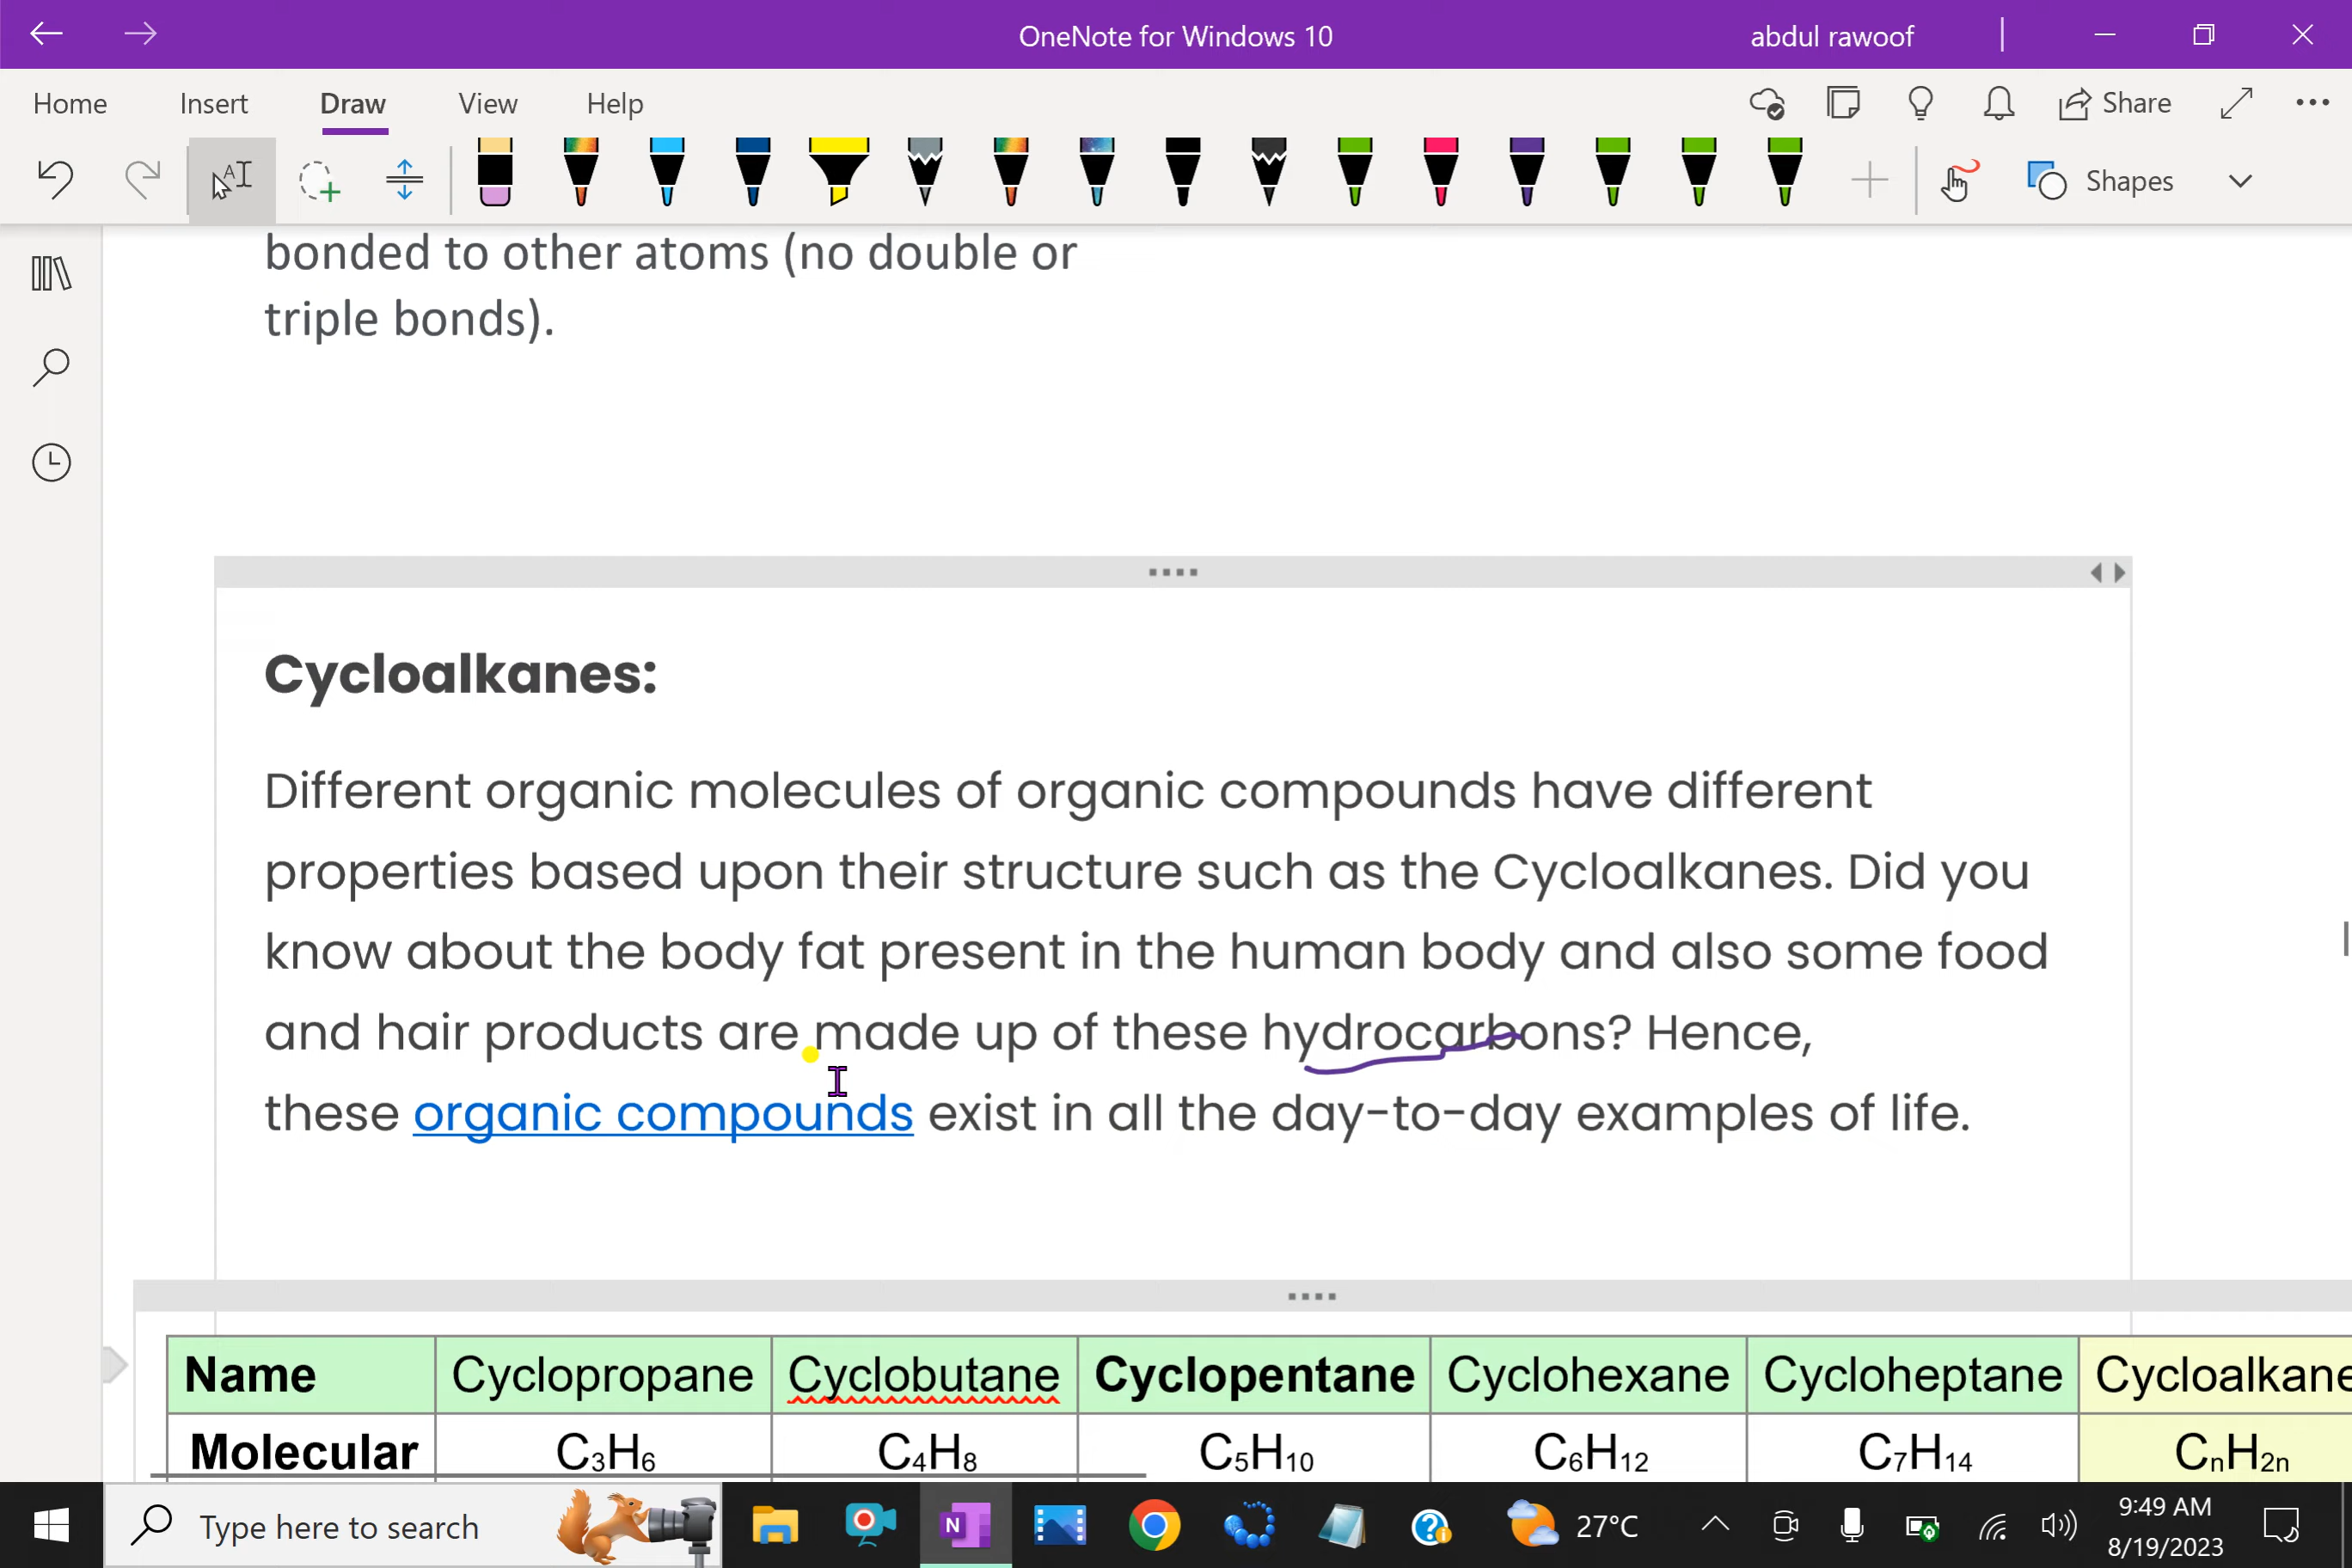 OneNote for Windows 10
abdul rawoof
Home Insert Draw View Help
Share
Shapes
bonded to other atoms (no double or
triple bonds).
Cycloalkanes:
Different organic molecules of organic compounds have different
properties based upon their structure such as the Cycloalkanes. Did you
know about the body fat present in the human body and also some food
and hair products are made up of these hydrocarbons? Hence,
these organic compounds exist in all the day-to-day examples of life.
Name Cyclopropane Cyclobutane Cyclopentane Cyclohexane Cycloheptane Cycloalkane
Molecular C₃H₆ C₄H₈ C₅H₁₀ C₆H₁₂ C₇H₁₄ CₙH₂ₙ
Type here to search
27°C
9:49 AM
8/19/2023